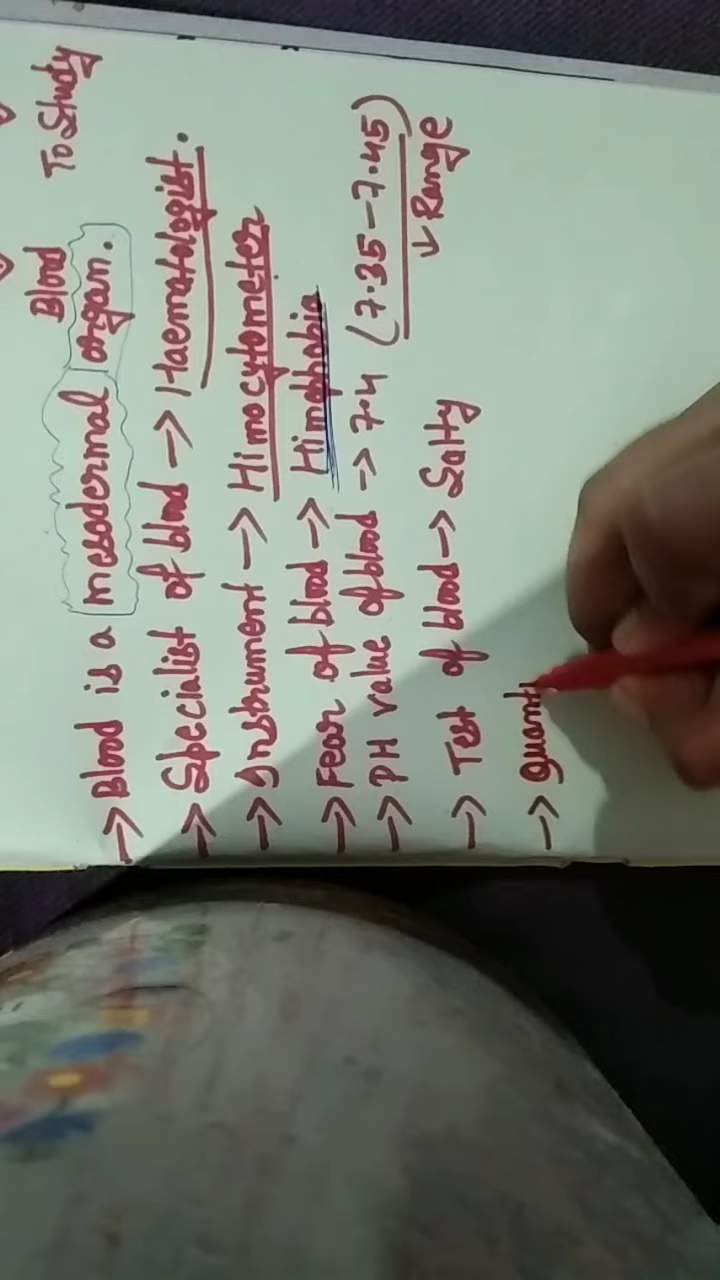 Blood To Study
→ Blood is a mesodermal organ.
→ Specialist of blood → Haematologist.
→ Instrument → Himocytometer
→ Fear of blood → Himophobia
→ PH value of blood → 7.4 (7.35-7.45)
↓ Range
→ Test of blood → Salty
→ Quanti